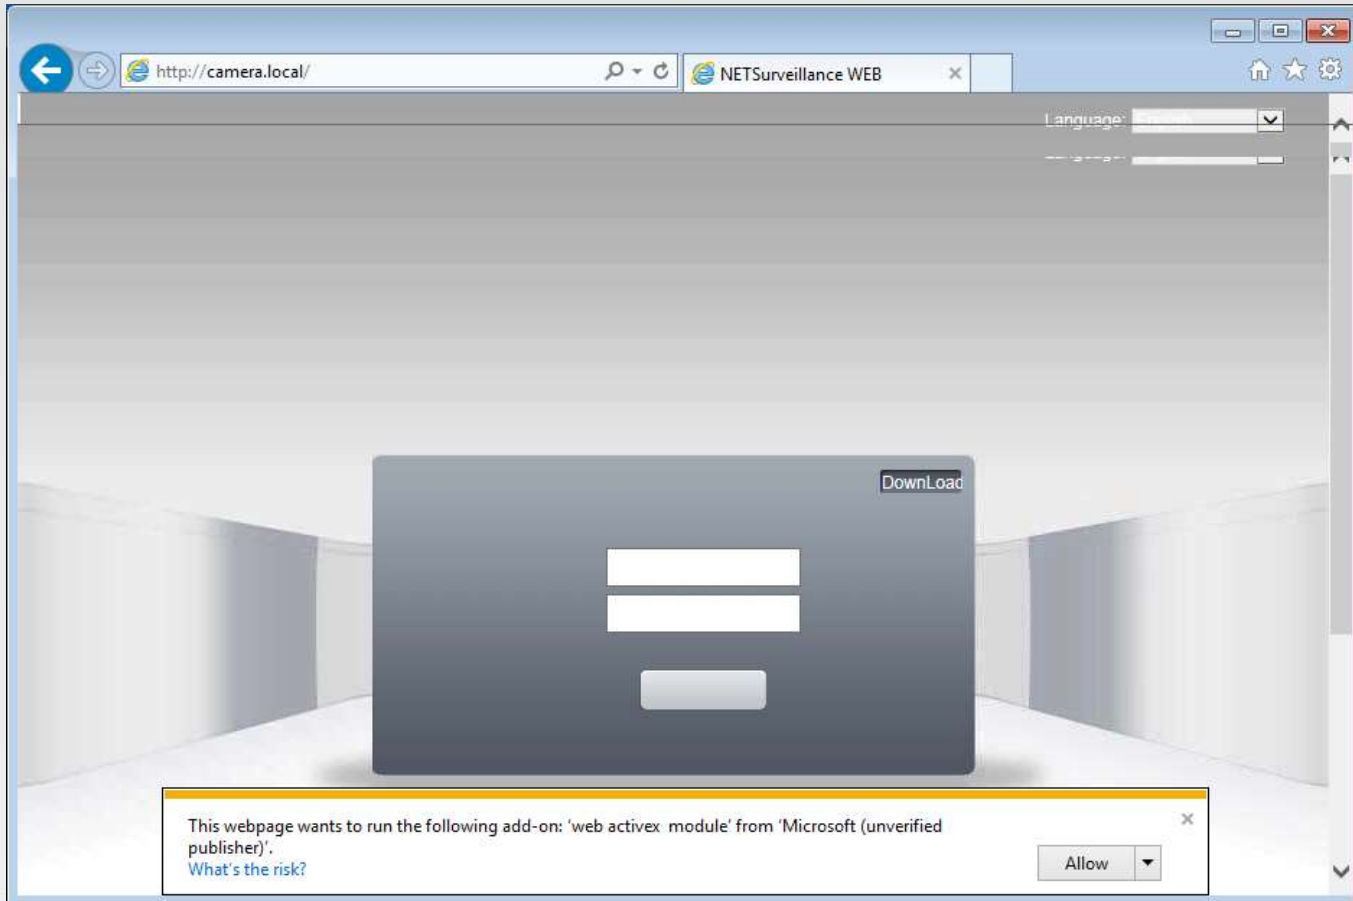 http://camera.local/
NETSurveillance WEB
Language: English
DownLoad
This webpage wants to run the following add-on: 'web activex module' from 'Microsoft (unverified
publisher)'.
What's the risk?
Allow